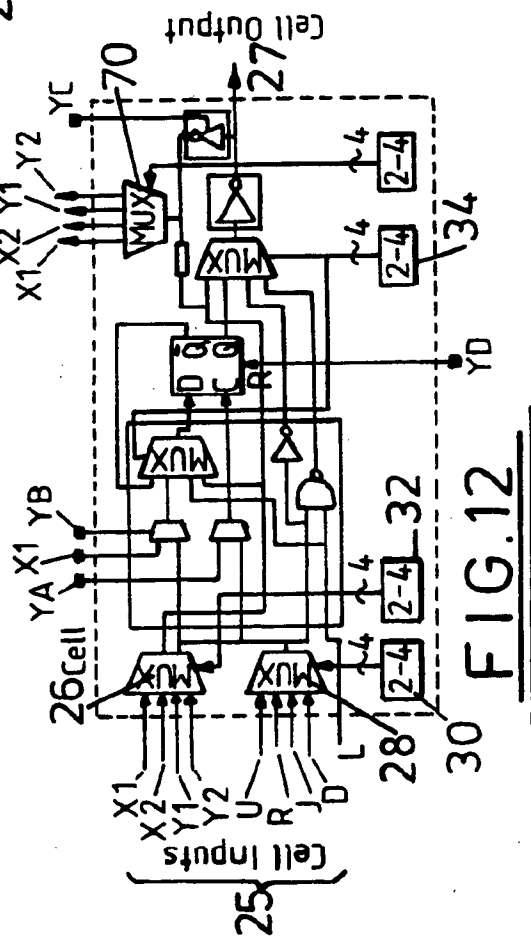 Cell Output
27
YC
70
X1
X2
Y1
Y2
MUX
4
2-4
4
2-4
34
MUX
D
Q
C
Q
R
YD
MUX
YA
X1
YB
26
Cell
MUX
4
2-4
32
MUX
4
2-4
30
28
X1
X2
Y1
Y2
U
R
J
D
L
Cell Inputs
25
FIG.12